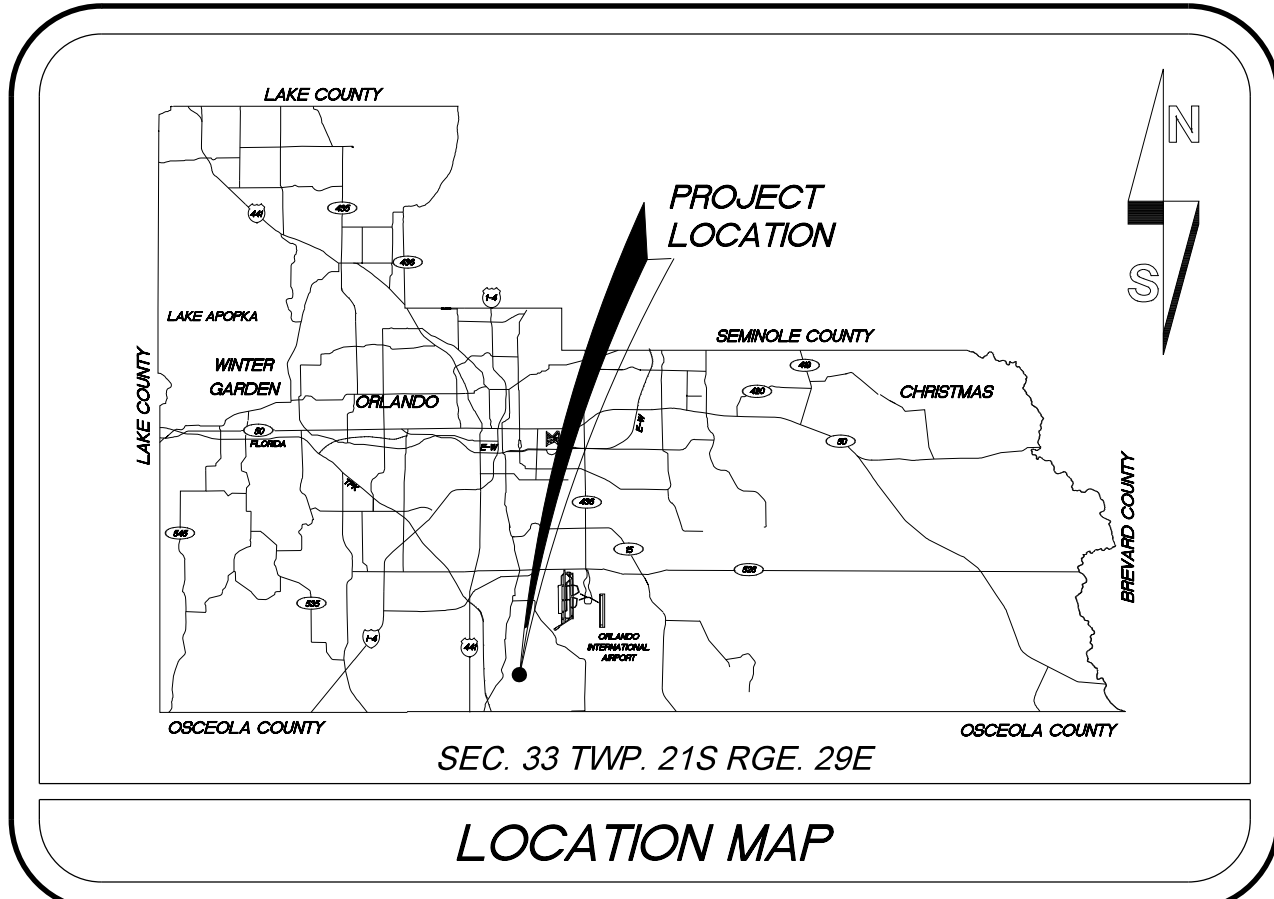 LAKE COUNTY
N
PROJECT
LOCATION
441
435
436
S
I-4
LAKE APOPKA
SEMINOLE COUNTY
WINTER
GARDEN
419
420
CHRISTMAS
LAKE COUNTY
ORLANDO
E-W
50
FLORIDA
E-W
50
TPK
BREVARD COUNTY
436
545
15
528
535
ORLANDO
INTERNATIONAL
AIRPORT
I-4
441
OSCEOLA COUNTY
OSCEOLA COUNTY
SEC. 33 TWP. 21S RGE. 29E
LOCATION MAP